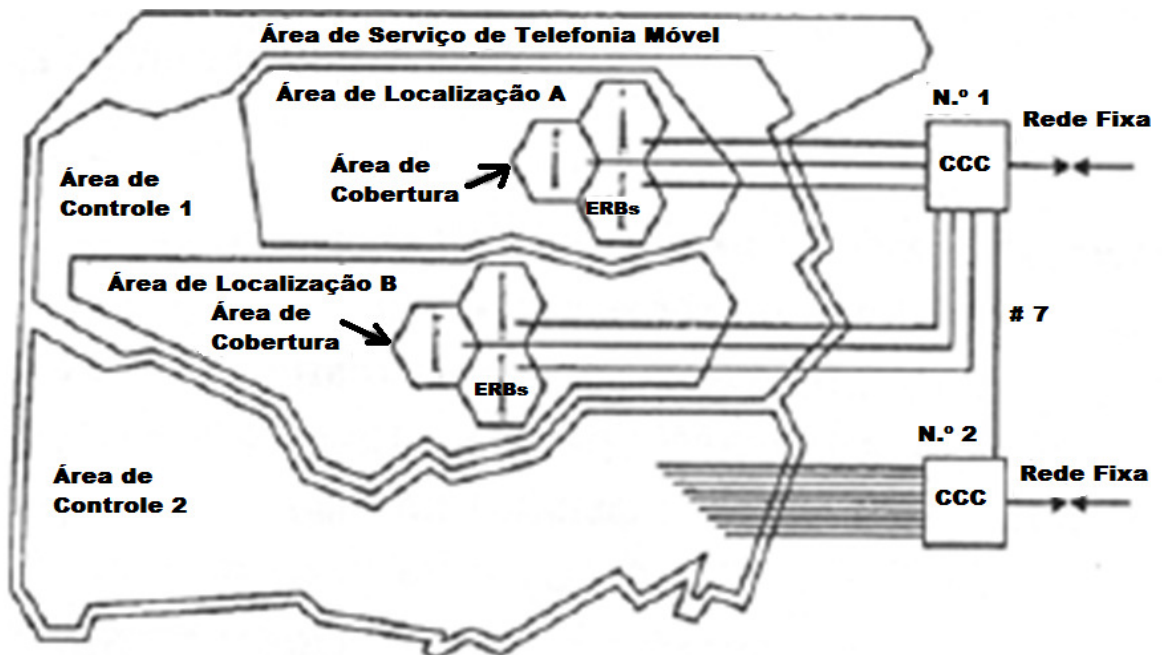 Área de Serviço de Telefonia Móvel
Área de Localização A
N.º 1
Rede Fixa
CCC
Área de
Cobertura
Área de
Controle 1
ERBs
Área de Localização B
Área de
Cobertura
# 7
ERBs
N.º 2
Rede Fixa
CCC
Área de
Controle 2